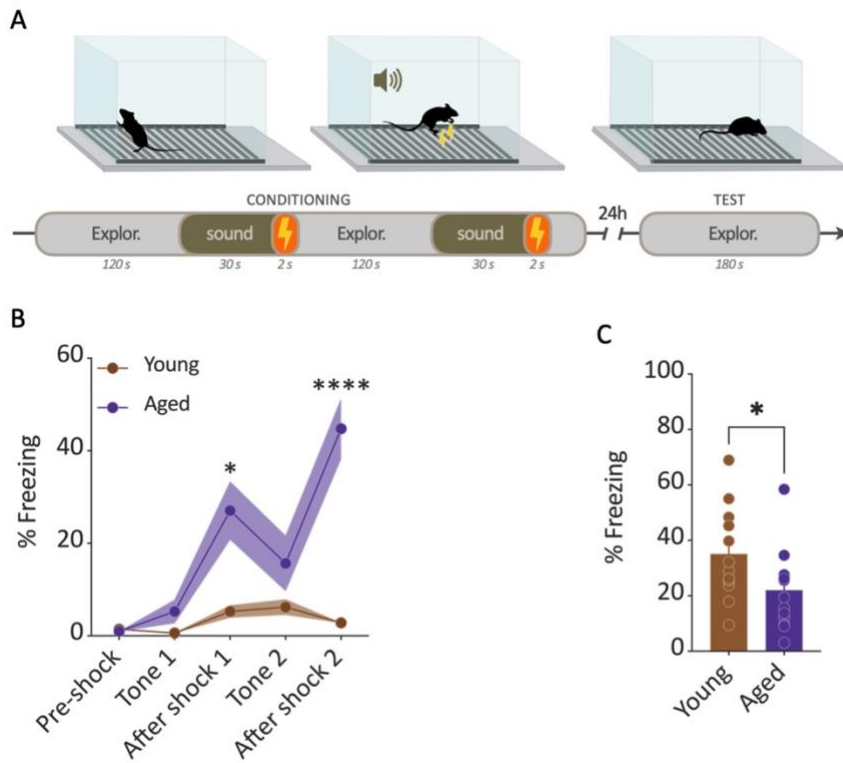 A
CONDITIONING
TEST
Explor.
sound
Explor.
sound
24h
Explor.
120 s
30 s
2 s
120 s
30 s
2 s
180 s
B
60
40
20
0
% Freezing
Young
Aged
*
****
Pre-shock
Tone 1
After shock 1
Tone 2
After shock 2
C
100
80
60
40
20
0
% Freezing
*
Young
Aged